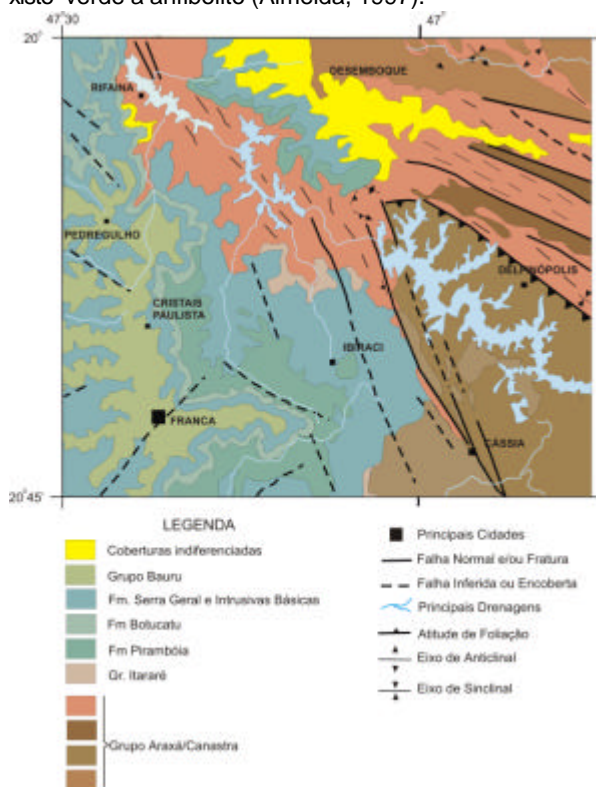 xisto-verde a anfibolito (Almeida, 1997).
47°30' 47°
20°
DESEMBOQUE
RIFAINA
PEDREGULHO
DELFINÓPOLIS
CRISTAIS
PAULISTA
IBIRACI
FRANCA
CÁSSIA
20°45'
LEGENDA
Coberturas indiferenciadas
Grupo Bauru
Fm. Serra Geral e Intrusivas Básicas
Fm Botucatu
Fm Pirambóia
Gr. Itararé
Grupo Araxá/Canastra
Principais Cidades
Falha Normal e/ou Fratura
Falha Inferida ou Encoberta
Principais Drenagens
Atitude de Foliação
Eixo de Anticlinal
Eixo de Sinclinal